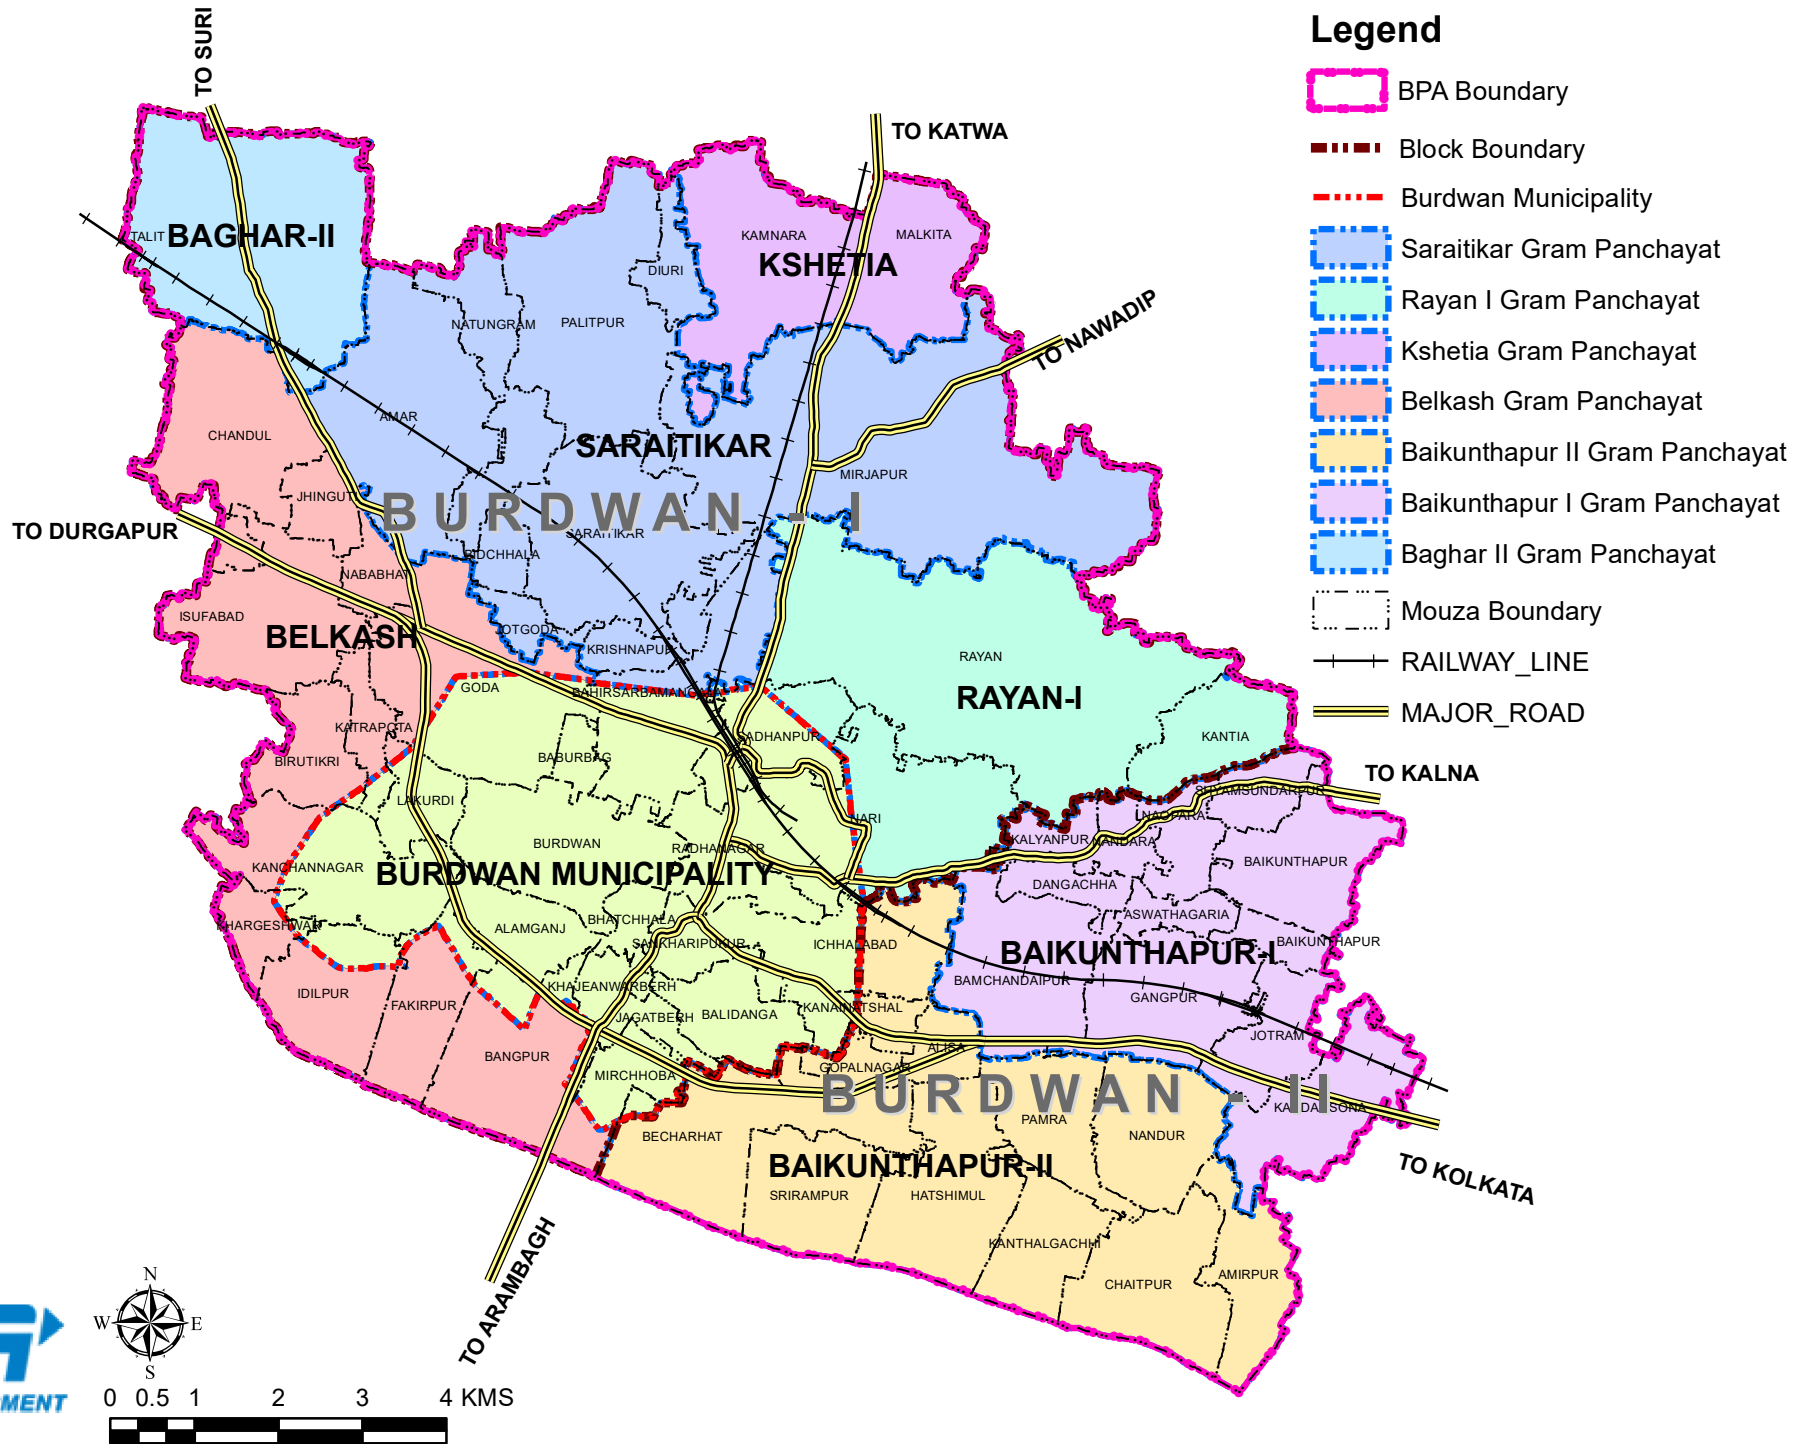 TO SURI
TO KATWA
TALIT
BAGHAR-II
KAMNARA
MALKITA
KSHETIA
DIURI
NATUNGRAM
PALITPUR
TO NAWADIP
AMAR
CHANDUL
SARAITIKAR
MIRJAPUR
JHINGUTI
BURDWAN - I
TO DURGAPUR
SARAITIKAR
NABABHAT
ISUFABAD
BELKASH
JOTGODA
KRISHNAPUR
RAYAN
RAYAN-I
GODA
BAHIRSARBAMANGALA
KATRAPOTA
SADHANPUR
KANTIA
BIRUTIKRI
BABURBAG
TO KALNA
SHYAMSUNDARPUR
LAKURDI
NARI
BURDWAN
RADHANAGAR
KALYANPUR
NANDARA
BAIKUNTHAPUR
KANCHANNAGAR
BURDWAN MUNICIPALITY
DANGACHHA
ASWATHAGARIA
KHARGESHWAR
ALAMGANJ
BHATCHHALA
SANKHARIPUKUR
ICHHALABAD
BAIKUNTHAPUR-I
BAIKUNTHAPUR
BAMCHANDAIPUR
GANGPUR
IDILPUR
FAKIRPUR
KHAJEANWARBERH
JAGATBERH
BALIDANGA
KANAINATSHAL
BANGPUR
ALISA
JOTRAM
MIRCHHOBA
GOPALNAGAR
BURDWAN - II
PAMRA
NANDUR
BECHARHAT
BAIKUNTHAPUR-II
SRIRAMPUR
HATSHIMUL
TO KOLKATA
KANTHALGACHHI
CHAITPUR
AMIRPUR
TO ARAMBAGH
Legend
BPA Boundary
Block Boundary
Burdwan Municipality
Saraitikar Gram Panchayat
Rayan I Gram Panchayat
Kshetia Gram Panchayat
Belkash Gram Panchayat
Baikunthapur II Gram Panchayat
Baikunthapur I Gram Panchayat
Baghar II Gram Panchayat
Mouza Boundary
RAILWAY_LINE
MAJOR_ROAD
N
W E
S
0 0.5 1 2 3 4 KMS